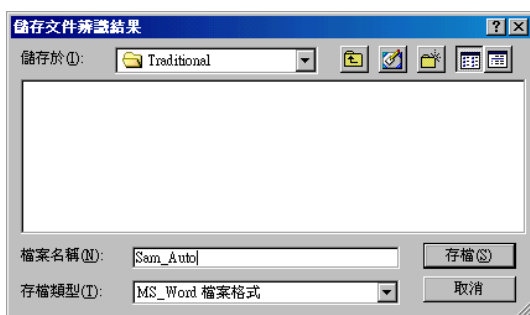 儲存文件辨識結果
儲存於(I): Traditional
檔案名稱(N): Sam_Auto 存檔(S)
存檔類型(T): MS_Word 檔案格式 取消